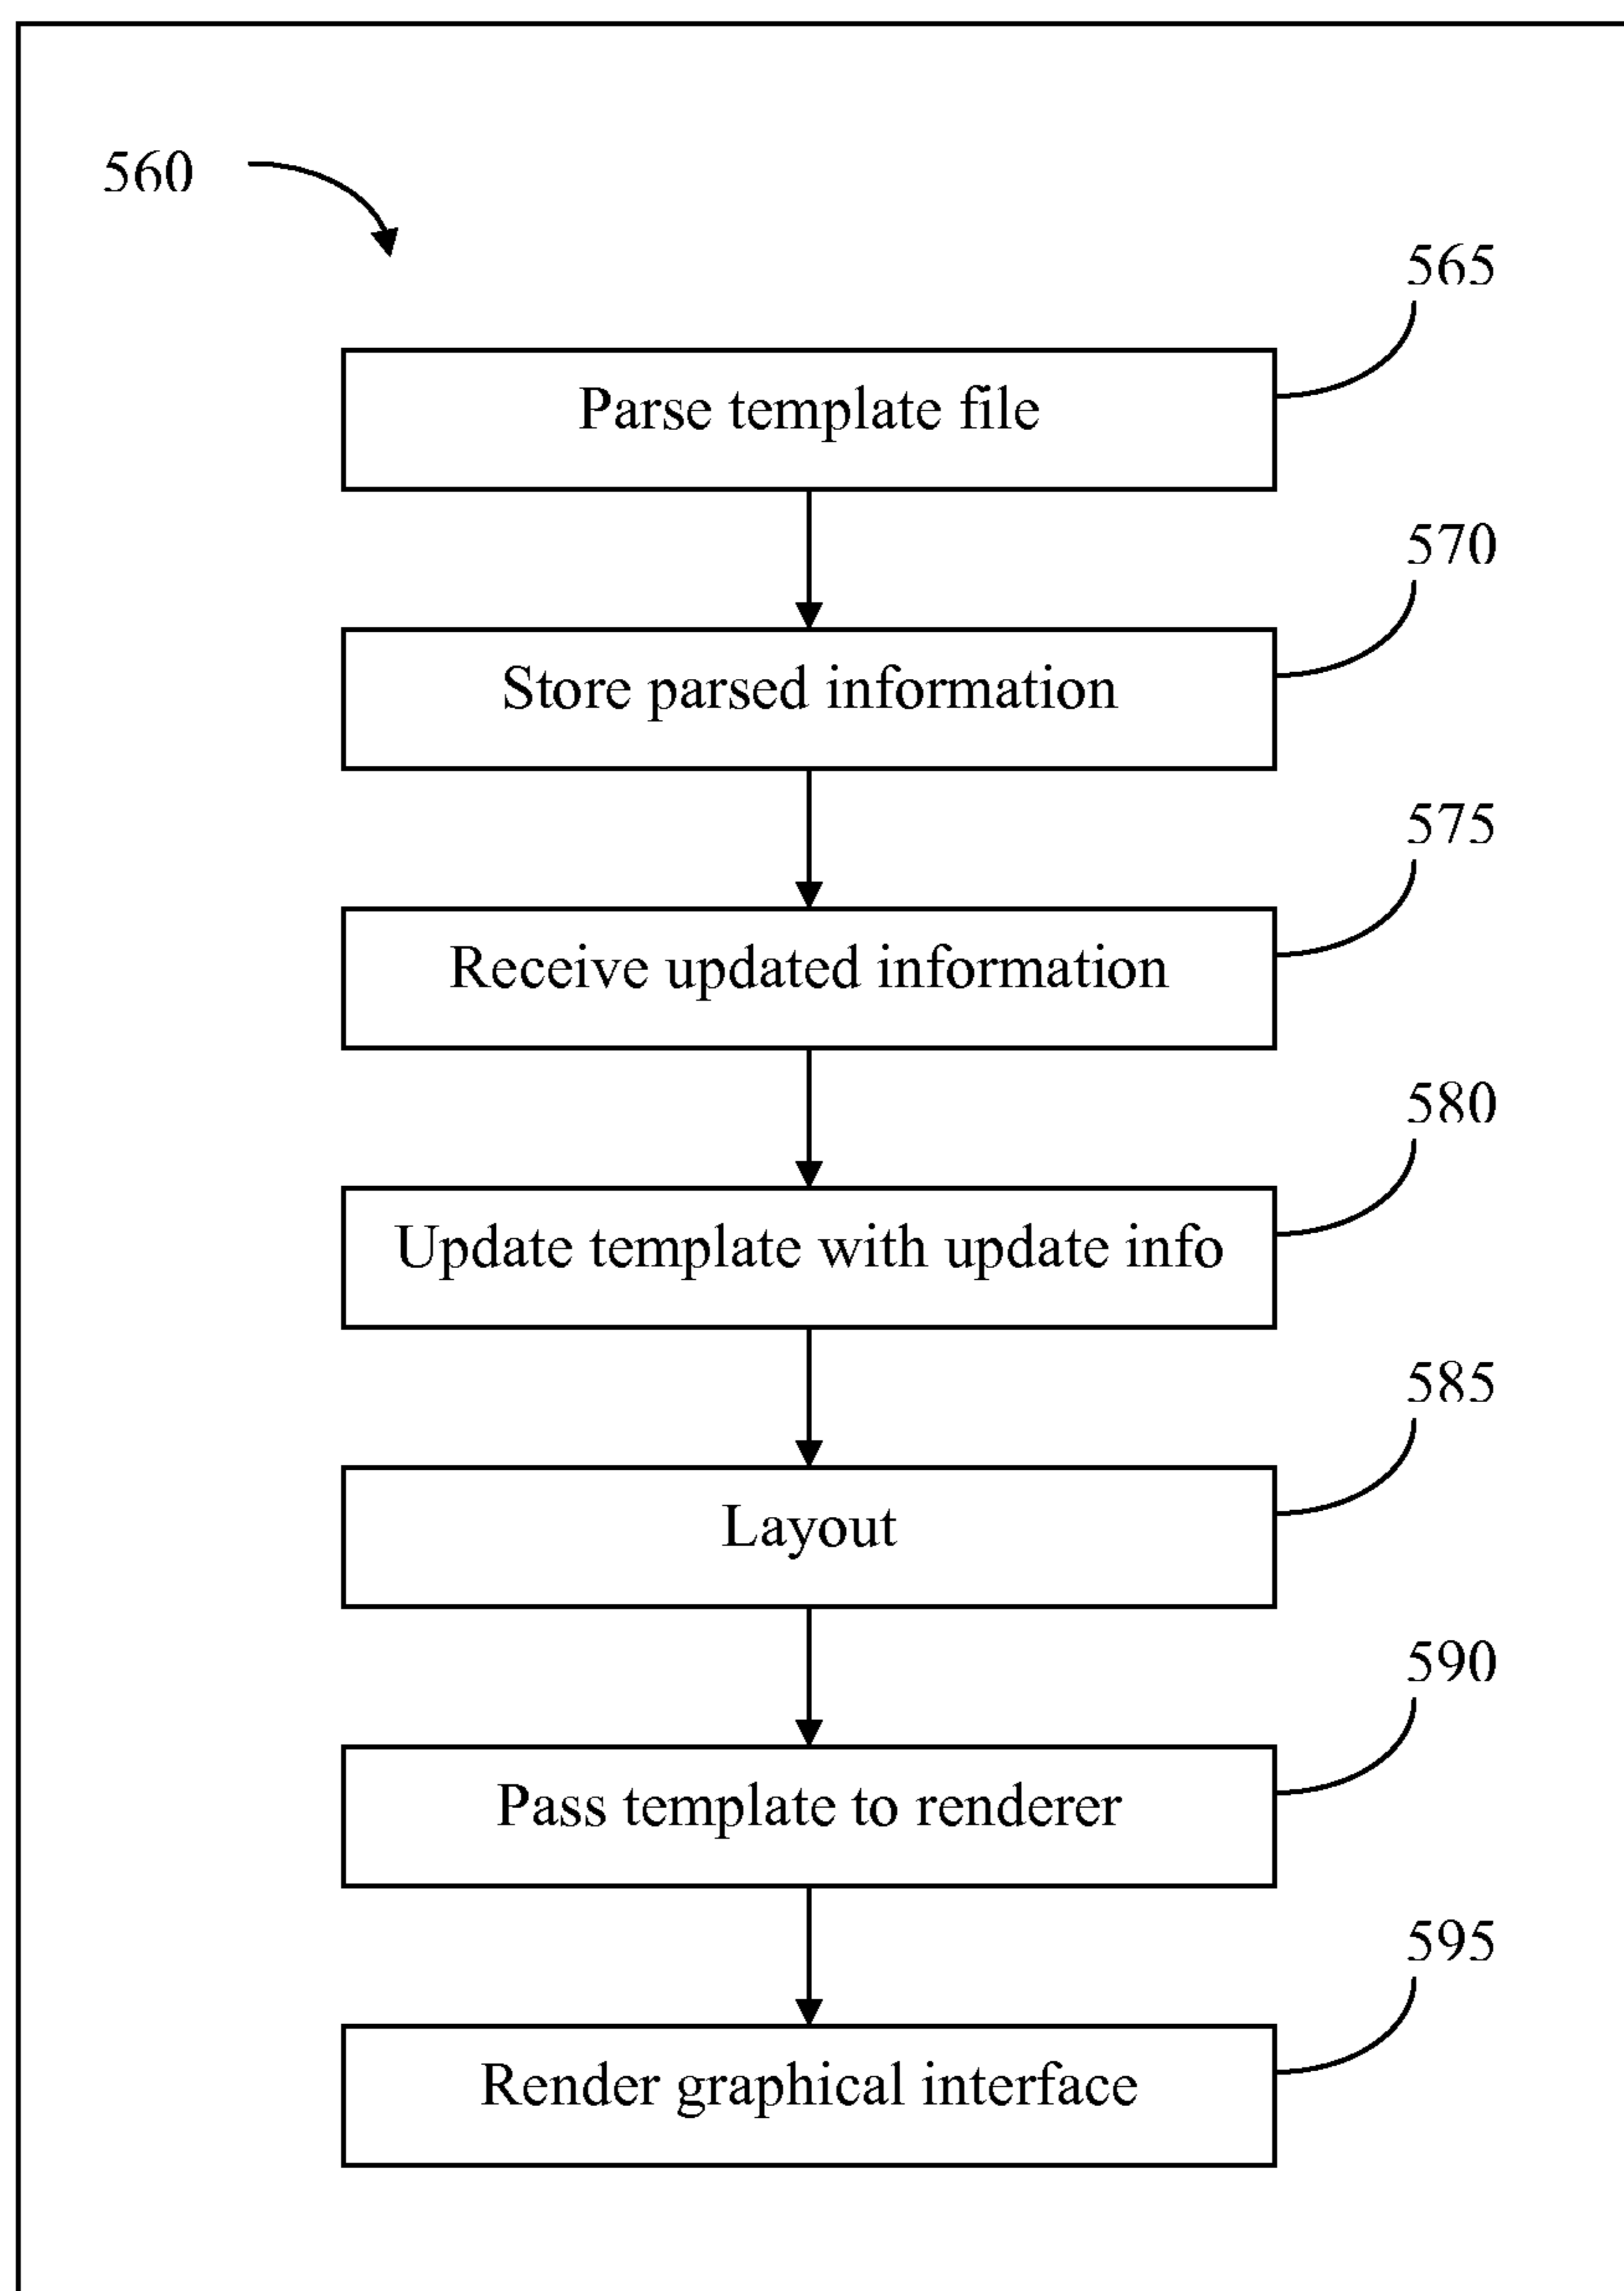 560
565
Parse template file
570
Store parsed information
575
Receive updated information
580
Update template with update info
585
Layout
590
Pass template to renderer
595
Render graphical interface